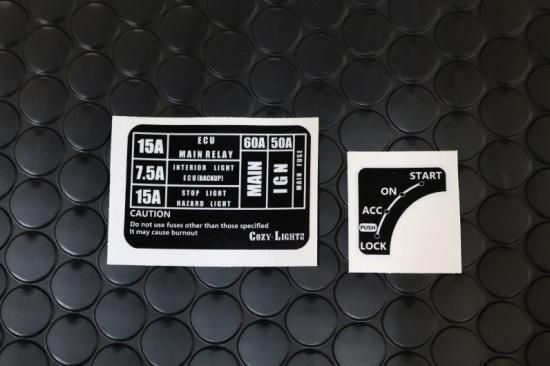 15A ECU MAIN RELAY 60A 50A
7.5A INTERIOR LIGHT ECU (BACKUP) MAIN IGN MAIN FUSE
15A STOP LIGHT HAZARD LIGHT
CAUTION
Do not use fuses other than those specified
It may cause burnout
COZY-LIGHTS
START
ON
ACC
PUSH
LOCK